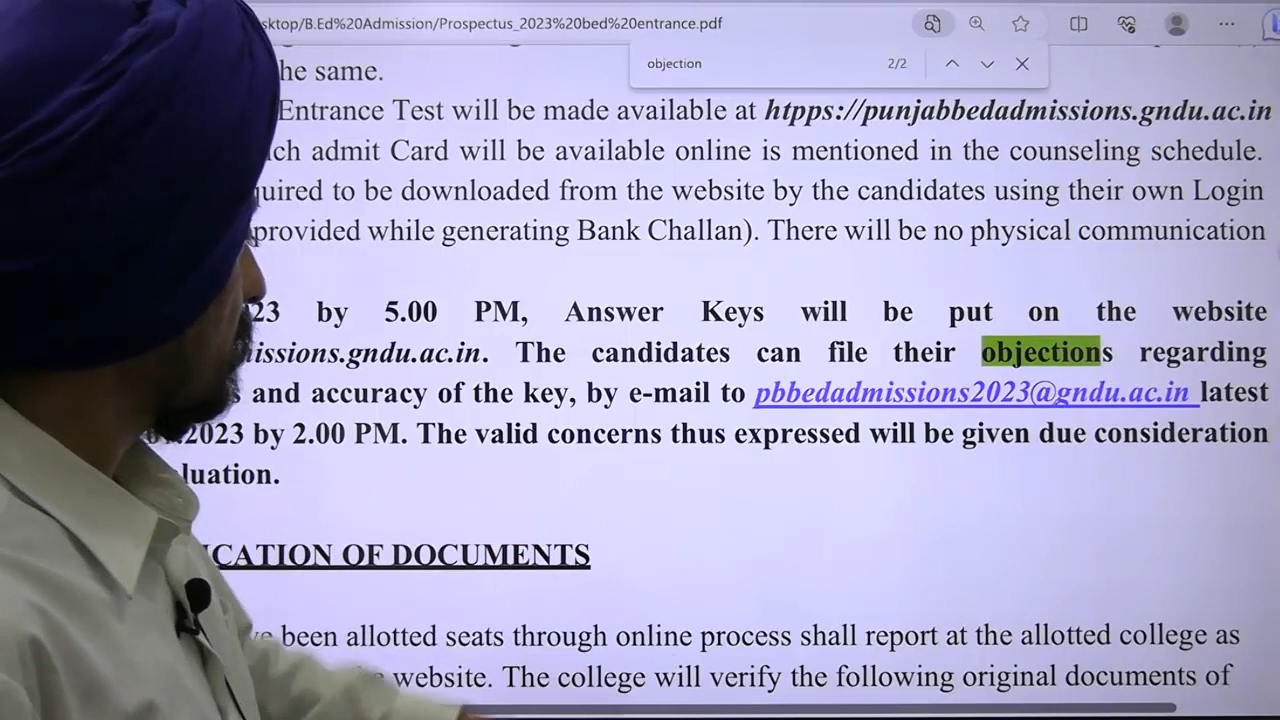 sktop/B.Ed%20Admission/Prospectus_2023%20bed%20entrance.pdf
objection 2/2
he same.
Entrance Test will be made available at htpps://punjabbedadmissions.gndu.ac.in
ch admit Card will be available online is mentioned in the counseling schedule.
quired to be downloaded from the website by the candidates using their own Login
provided while generating Bank Challan). There will be no physical communication
23 by 5.00 PM, Answer Keys will be put on the website
issions.gndu.ac.in. The candidates can file their objections regarding
s and accuracy of the key, by e-mail to pbbedadmissions2023@gndu.ac.in latest
.2023 by 2.00 PM. The valid concerns thus expressed will be given due consideration
luation.
ICATION OF DOCUMENTS
ve been allotted seats through online process shall report at the allotted college as
website. The college will verify the following original documents of